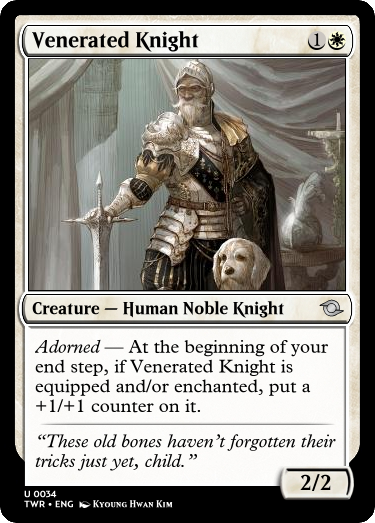 Venerated Knight 1
Creature — Human Noble Knight
Adorned — At the beginning of your
end step, if Venerated Knight is
equipped and/or enchanted, put a
+1/+1 counter on it.
“These old bones haven’t forgotten their
tricks just yet, child.”
2/2
U 0034
TWR • ENG Kyoung Hwan Kim